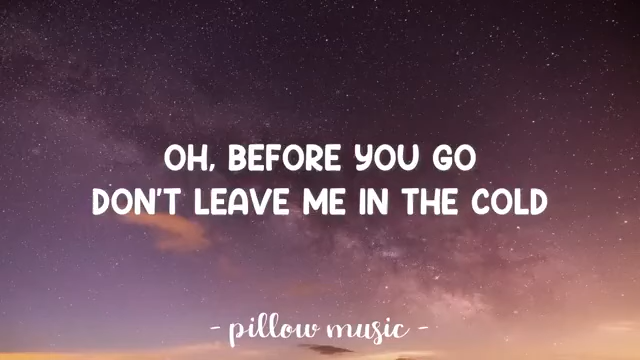 OH, BEFORE YOU GO
DON'T LEAVE ME IN THE COLD
- pillow music -